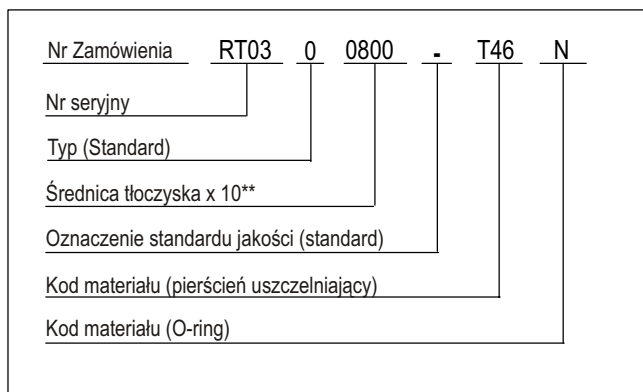 Nr Zamówienia RT03 0 0800 - T46 N
Nr seryjny
Typ (Standard)
Średnica tłoczyska x 10**
Oznaczenie standardu jakości (standard)
Kod materiału (pierścień uszczelniający)
Kod materiału (O-ring)